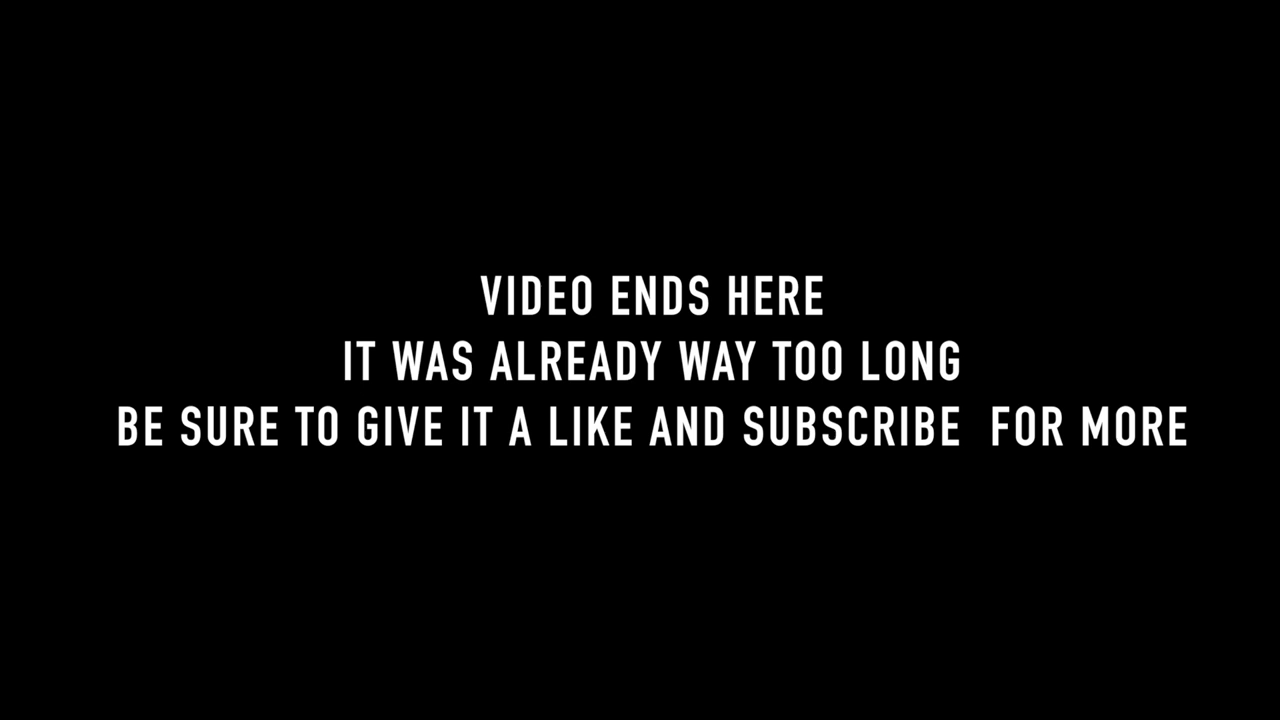 VIDEO ENDS HERE
IT WAS ALREADY WAY TOO LONG
BE SURE TO GIVE IT A LIKE AND SUBSCRIBE  FOR MORE